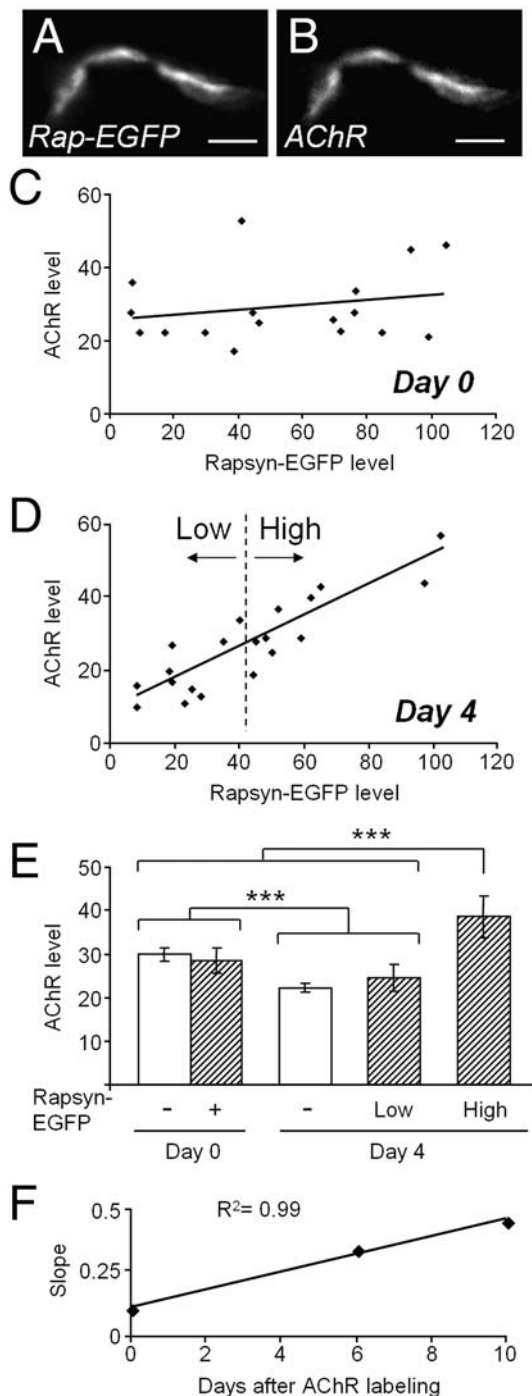 A
Rap-EGFP
B
AChR
C
60
40
20
0
AChR level
0 20 40 60 80 100 120
Rapsyn-EGFP level
Day 0
D
60
40
20
0
AChR level
Low High
0 20 40 60 80 100 120
Rapsyn-EGFP level
Day 4
E
50
40
30
20
10
AChR level
***
***
Rapsyn-EGFP
- + - Low High
Day 0 Day 4
F
R²= 0.99
0.5
0.25
0
Slope
0 2 4 6 8 10
Days after AChR labeling